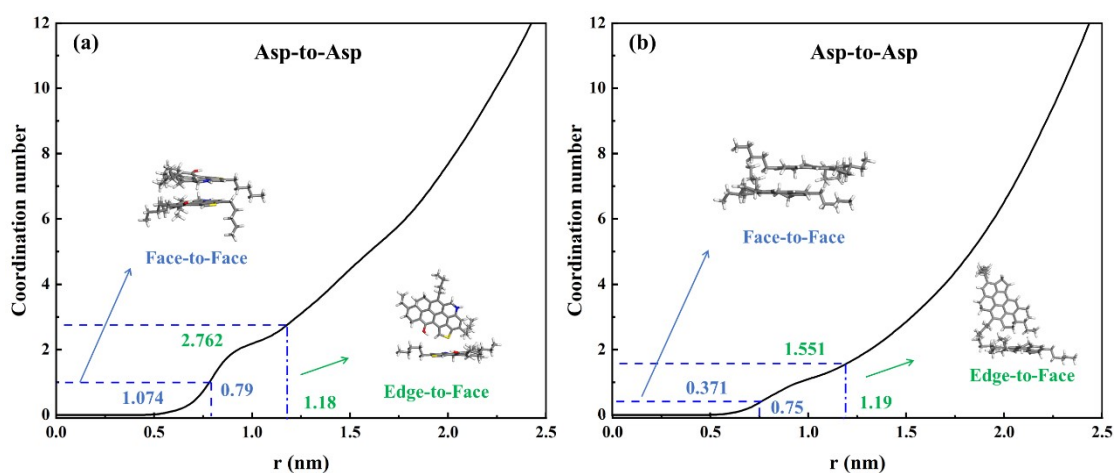 (a)
Asp-to-Asp
Coordination number
12
10
8
6
4
2
0
Face-to-Face
2.762
1.074
0.79
1.18
Edge-to-Face
0.0
0.5
1.0
1.5
2.0
2.5
r (nm)
(b)
Asp-to-Asp
Coordination number
12
10
8
6
4
2
0
Face-to-Face
1.551
0.371
0.75
1.19
Edge-to-Face
0.0
0.5
1.0
1.5
2.0
2.5
r (nm)